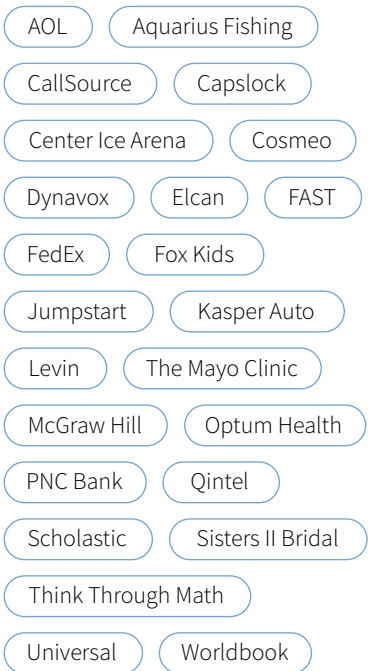 AOL Aquarius Fishing
CallSource Capslock
Center Ice Arena Cosmeo
Dynavox Elcan FAST
FedEx Fox Kids
Jumpstart Kasper Auto
Levin The Mayo Clinic
McGraw Hill Optum Health
PNC Bank Qintel
Scholastic Sisters II Bridal
Think Through Math
Universal Worldbook